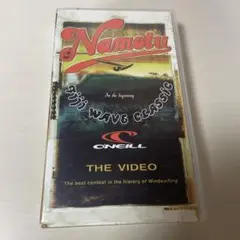 Namotu
In the beginning
FIJI WAVE CLASSIC
O'NEILL
THE VIDEO
The best contest in the history of Windsurfing